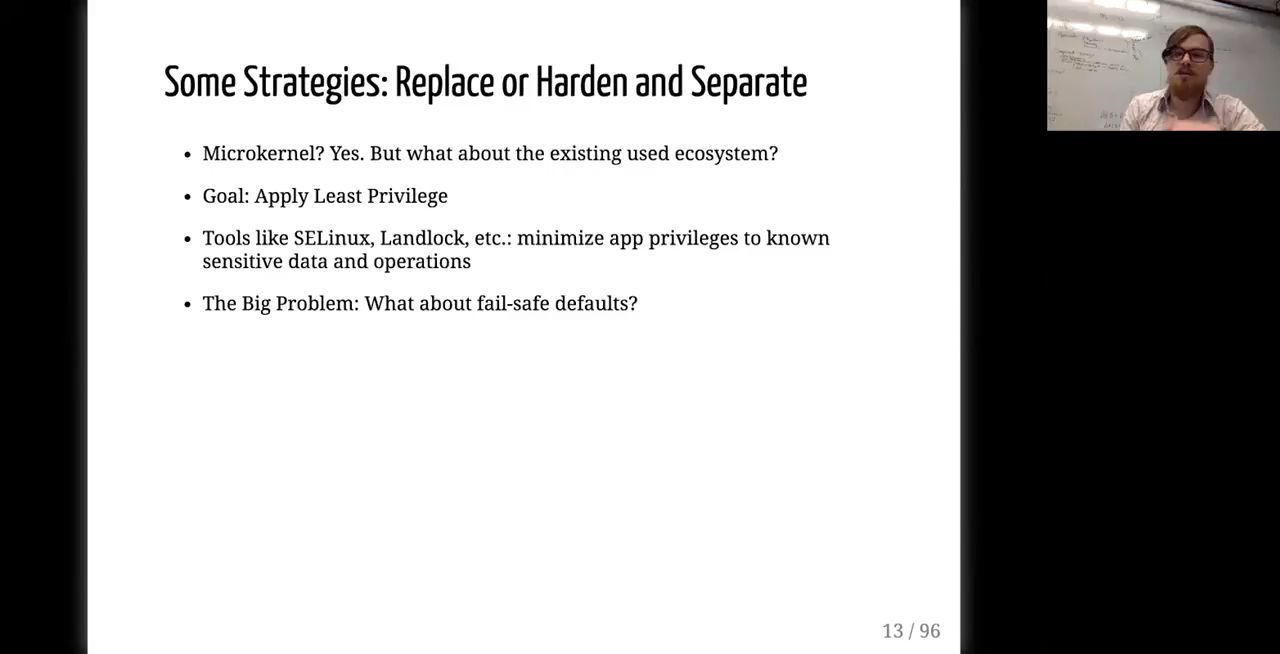 Some Strategies: Replace or Harden and Separate
• Microkernel? Yes. But what about the existing used ecosystem?
• Goal: Apply Least Privilege
• Tools like SELinux, Landlock, etc.: minimize app privileges to known
sensitive data and operations
• The Big Problem: What about fail-safe defaults?
13 / 96